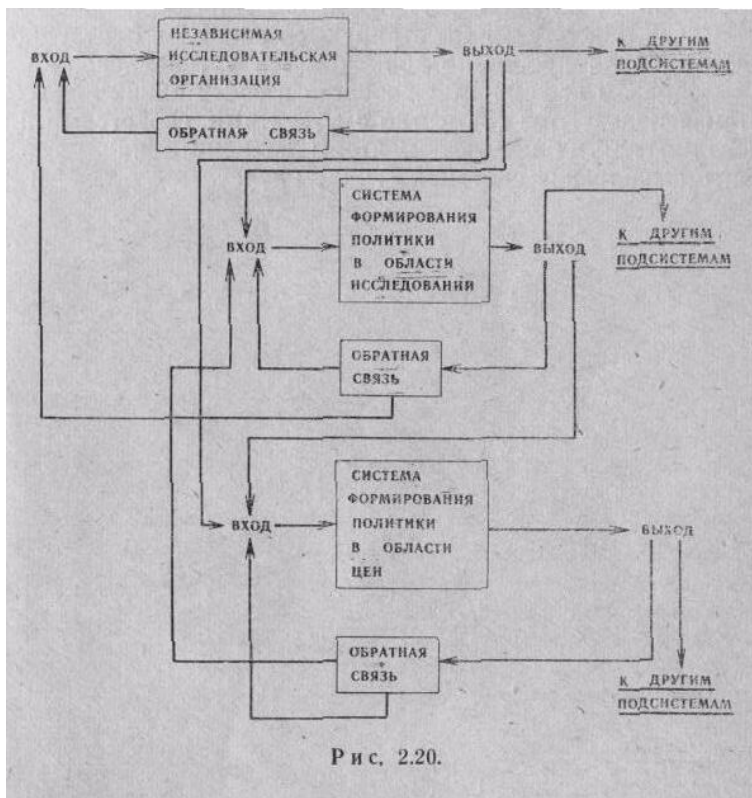 НЕЗАВИСИМАЯ
ИССЛЕДОВАТЕЛЬСКАЯ
ОРГАНИЗАЦИЯ
ВХОД
ВЫХОД
К ДРУГИМ
ПОДСИСТЕМАМ
ОБРАТНАЯ СВЯЗЬ
СИСТЕМА
ФОРМИРОВАНИЯ
ПОЛИТИКИ
В ОБЛАСТИ
ИССЛЕДОВАНИЙ
ВХОД
ВЫХОД
К ДРУГИМ
ПОДСИСТЕМАМ
ОБРАТНАЯ
СВЯЗЬ
СИСТЕМА
ФОРМИРОВАНИЯ
ПОЛИТИКИ
В ОБЛАСТИ
ЦЕН
ВХОД
ВЫХОД
ОБРАТНАЯ
СВЯЗЬ
К ДРУГИМ
ПОДСИСТЕМАМ
Рис. 2.20.